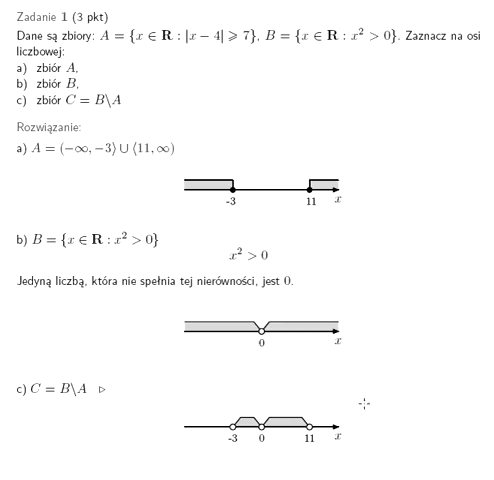 Zadanie 1 (3 pkt)
Dane są zbiory: A = {x ∈ R : |x − 4| ⩾ 7}, B = {x ∈ R : x² > 0}. Zaznacz na osi
liczbowej:
a) zbiór A,
b) zbiór B,
c) zbiór C = B\A
Rozwiązanie:
a) A = (−∞, −3⟩ ∪ ⟨11, ∞)
-3 11 x
b) B = {x ∈ R : x² > 0}
x² > 0
Jedyną liczbą, która nie spełnia tej nierówności, jest 0.
0 x
c) C = B\A
-3 0 11 x